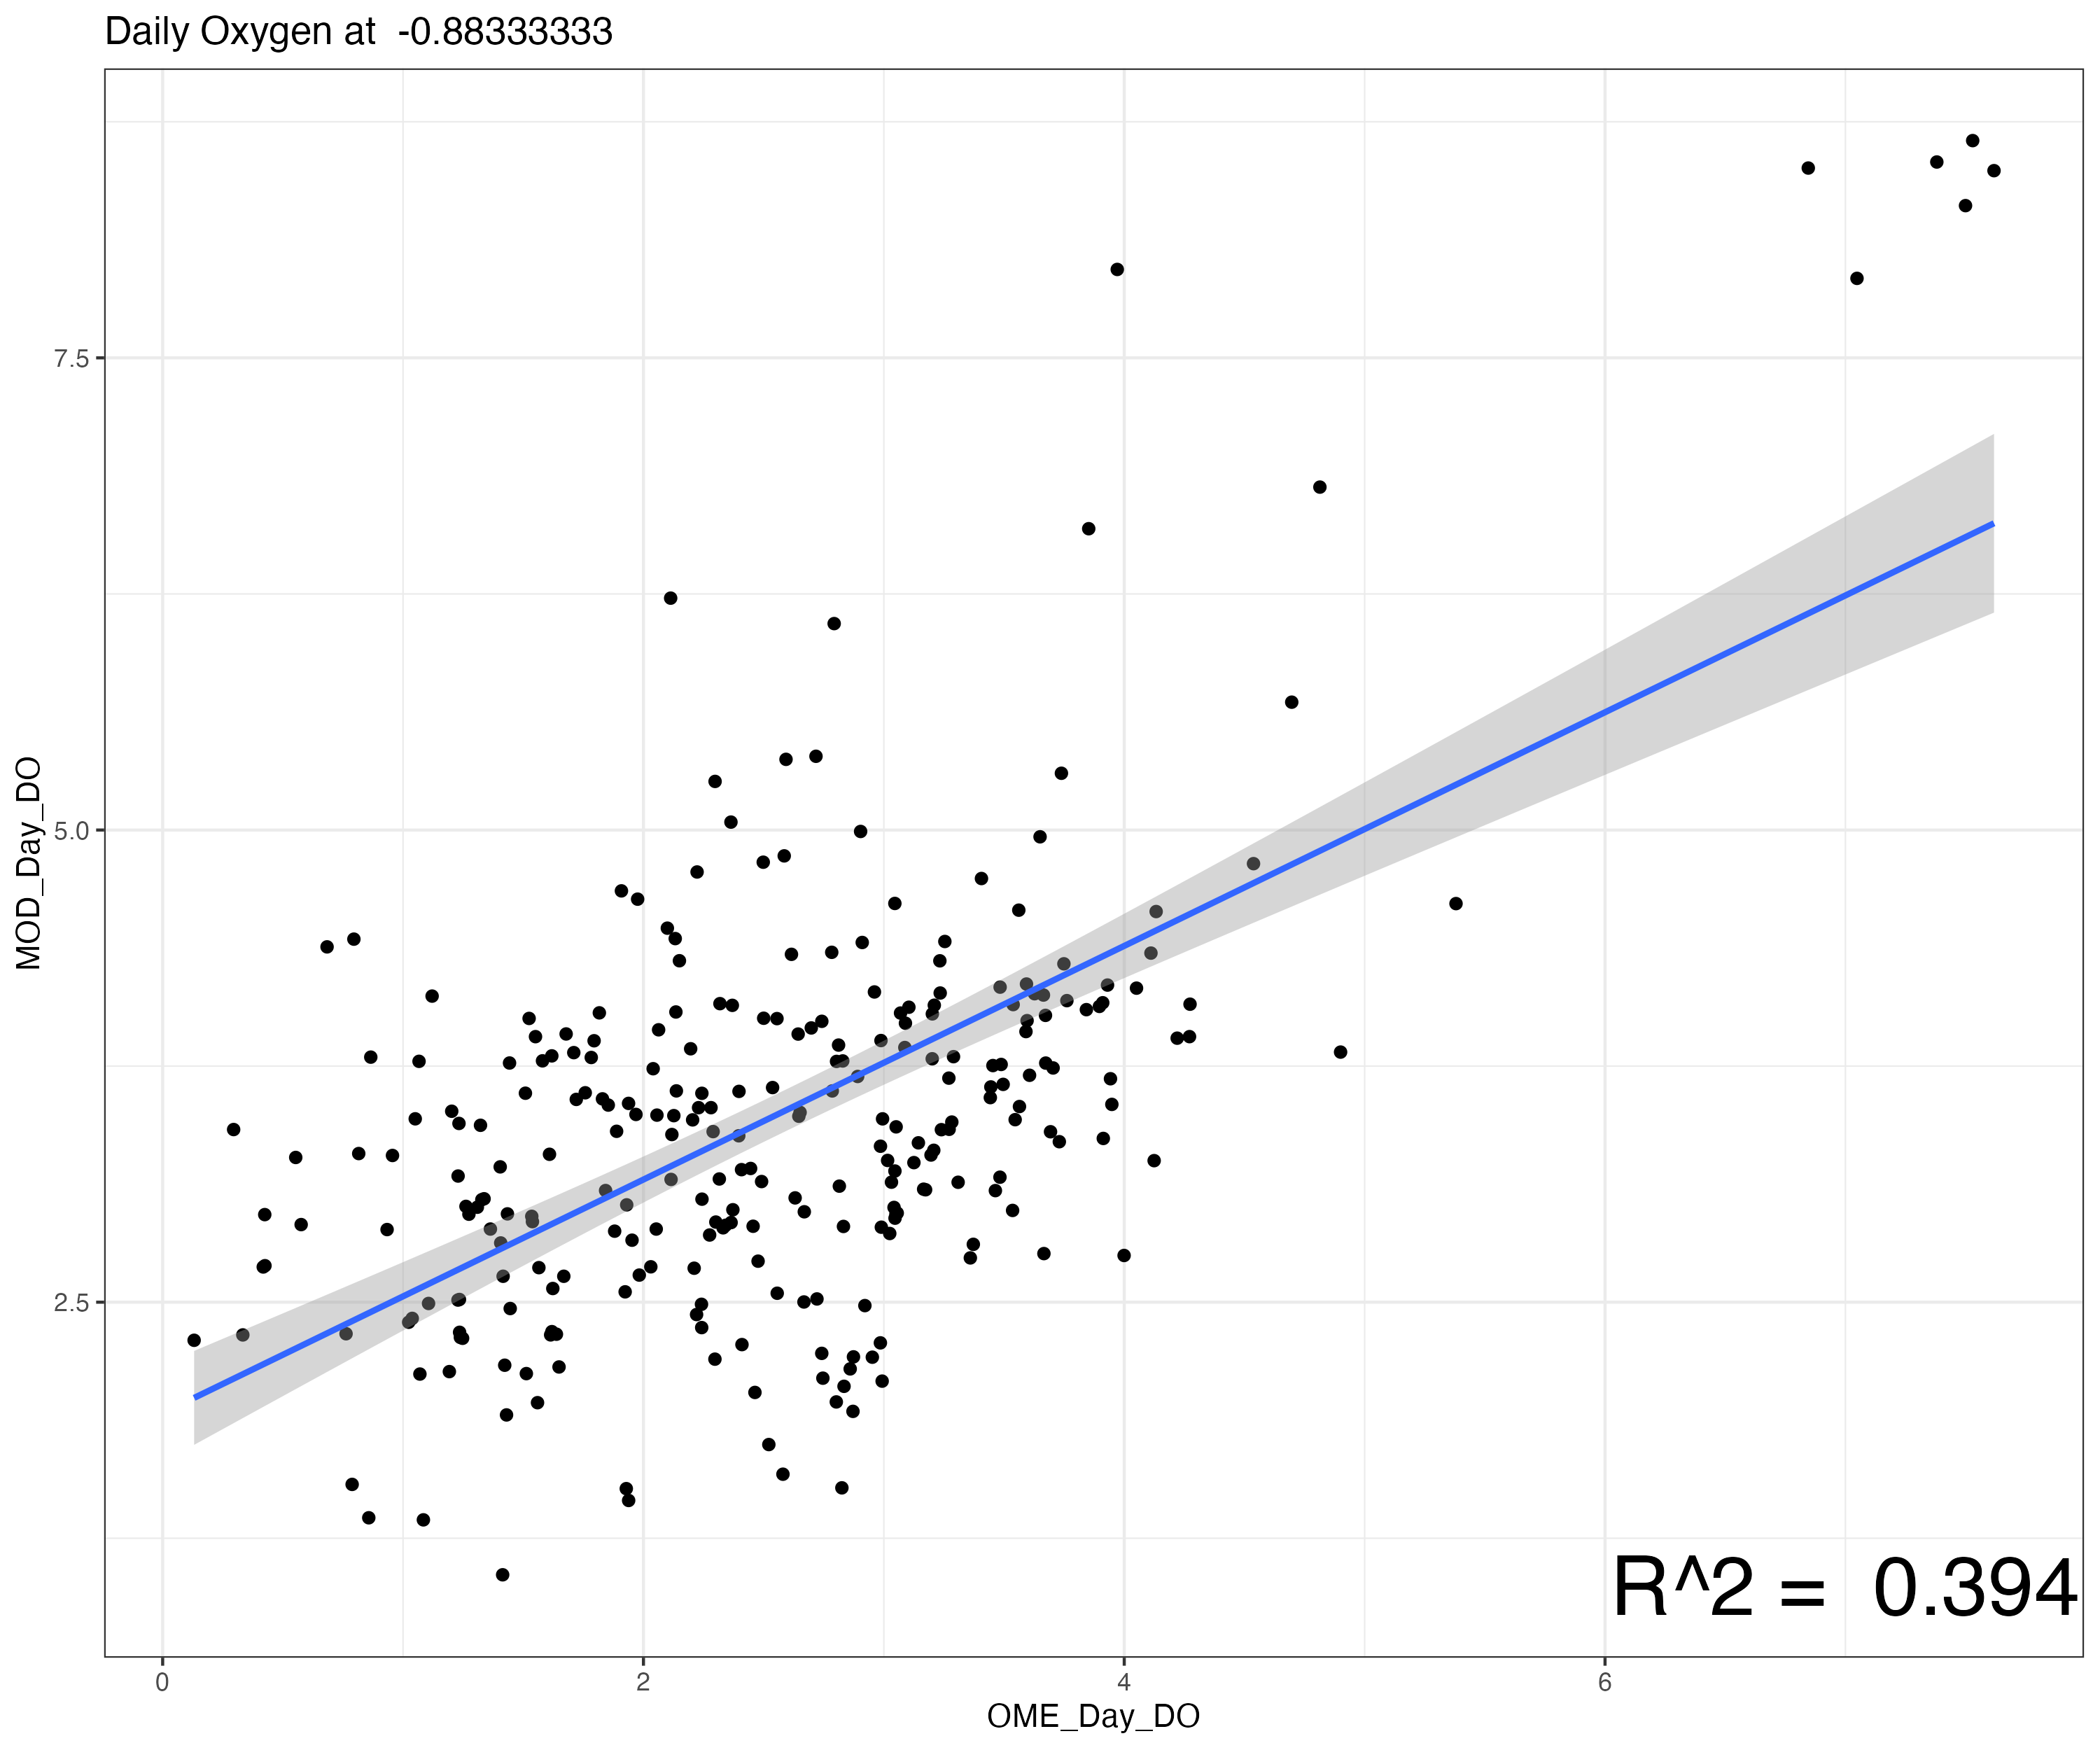 Daily Oxygen at  -0.88333333
7.5
5.0
2.5
MOD_Day_DO
R^2 =  0.394
0 2 4 6
OME_Day_DO